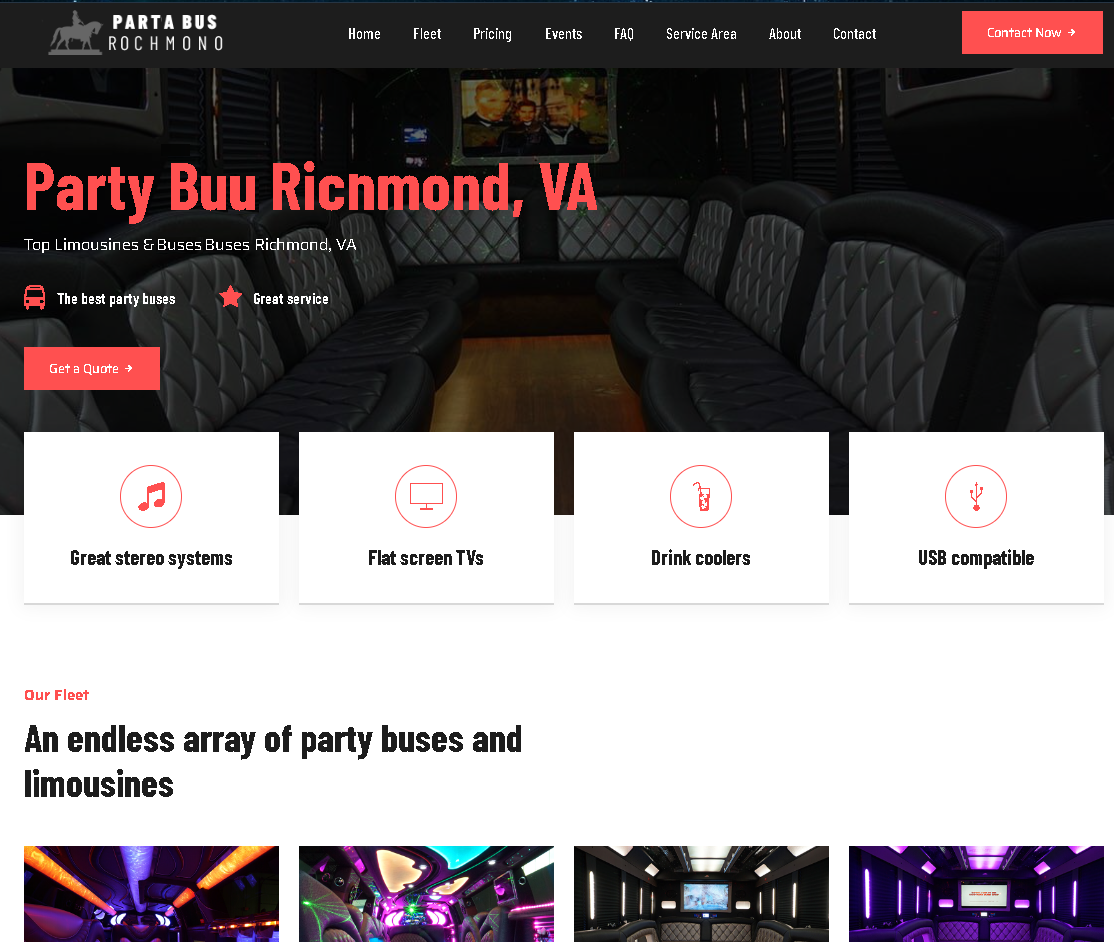 PARTA BUS
ROCHMONO
Home Fleet Pricing Events FAQ Service Area About Contact
Contact Now →
Party Buu Ricnmond, VA
Top Limousines & Buses Buses Richmond, VA
The best party buses Great service
Get a Quote →
Great stereo systems Flat screen TVs Drink coolers USB compatible
Our Fleet
An endless array of party buses and
limousines